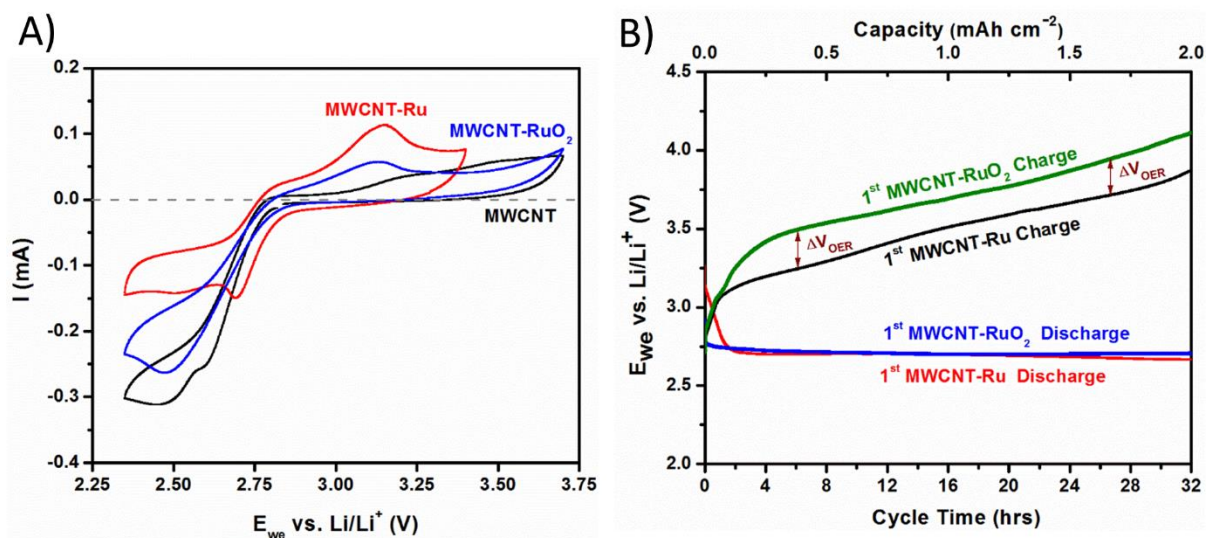 A)
0.2
0.1
0.0
-0.1
-0.2
-0.3
-0.4
I (mA)
MWCNT-Ru
MWCNT-RuO₂
MWCNT
2.25 2.50 2.75 3.00 3.25 3.50 3.75
E_we vs. Li/Li⁺ (V)
B)
Capacity (mAh cm⁻²)
0.0 0.5 1.0 1.5 2.0
4.5
4.0
3.5
3.0
2.5
2.0
E_we vs. Li/Li⁺ (V)
1ˢᵗ MWCNT-RuO₂ Charge
ΔV_OER
ΔV_OER
1ˢᵗ MWCNT-Ru Charge
1ˢᵗ MWCNT-RuO₂ Discharge
1ˢᵗ MWCNT-Ru Discharge
0 4 8 12 16 20 24 28 32
Cycle Time (hrs)